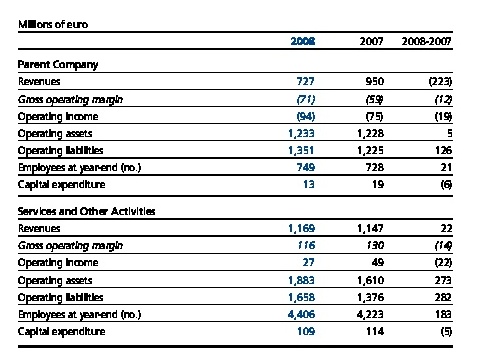 Millions of euro
2008 2007 2008-2007
Parent Company
Revenues 727 950 (223)
Gross operating margin (71) (59) (12)
Operating income (94) (75) (19)
Operating assets 1,233 1,228 5
Operating liabilities 1,351 1,225 126
Employees at year-end (no.) 749 728 21
Capital expenditure 13 19 (6)
Services and Other Activities
Revenues 1,169 1,147 22
Gross operating margin 116 130 (14)
Operating income 27 49 (22)
Operating assets 1,883 1,610 273
Operating liabilities 1,658 1,376 282
Employees at year-end (no.) 4,406 4,223 183
Capital expenditure 109 114 (5)